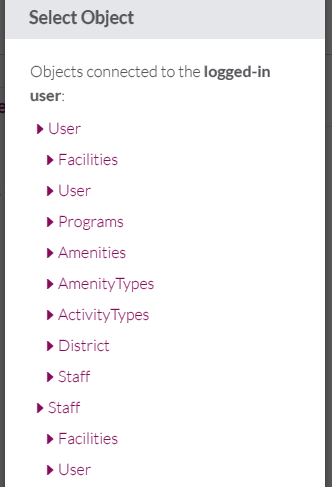 Select Object
Objects connected to the logged-in
user:
User
Facilities
User
Programs
Amenities
AmenityTypes
ActivityTypes
District
Staff
Staff
Facilities
User